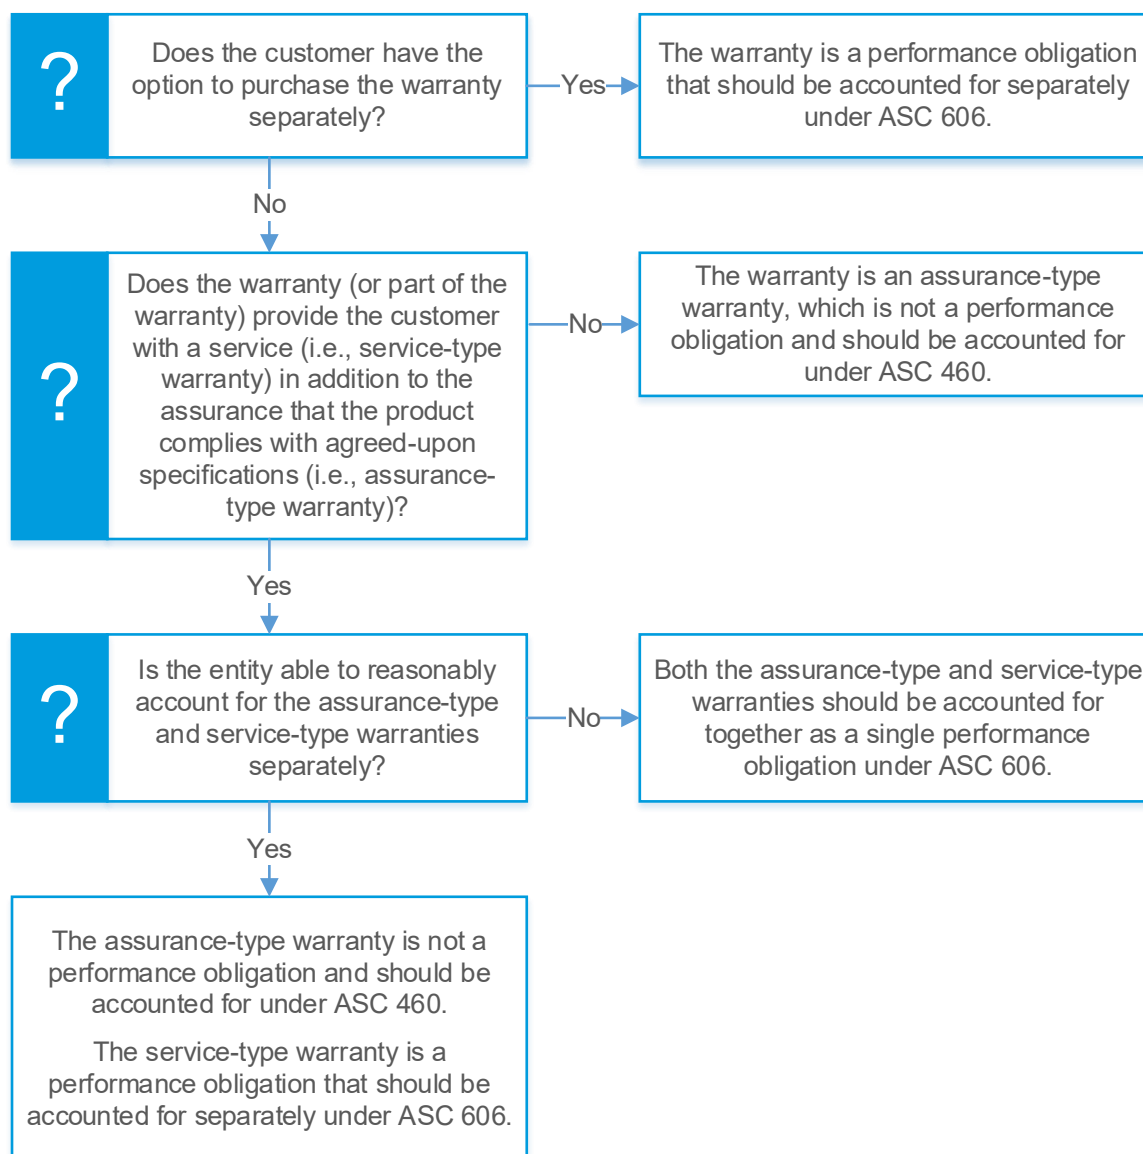 ?
Does the customer have the
option to purchase the warranty
separately?
Yes
The warranty is a performance obligation
that should be accounted for separately
under ASC 606.
No
?
Does the warranty (or part of the
warranty) provide the customer
with a service (i.e., service-type
warranty) in addition to the
assurance that the product
complies with agreed-upon
specifications (i.e., assurance-
type warranty)?
No
The warranty is an assurance-type
warranty, which is not a performance
obligation and should be accounted for
under ASC 460.
Yes
?
Is the entity able to reasonably
account for the assurance-type
and service-type warranties
separately?
No
Both the assurance-type and service-type
warranties should be accounted for
together as a single performance
obligation under ASC 606.
Yes
The assurance-type warranty is not a
performance obligation and should be
accounted for under ASC 460.
The service-type warranty is a
performance obligation that should be
accounted for separately under ASC 606.